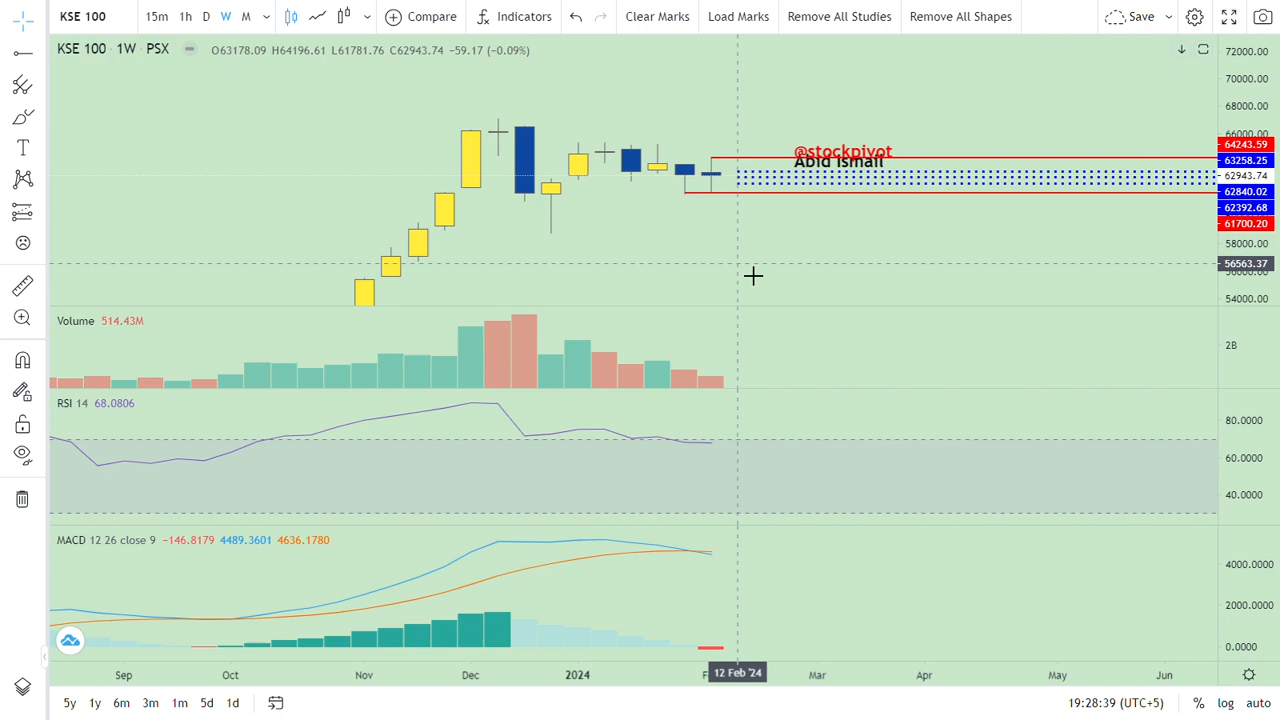 KSE 100 15m 1h D W M Compare Indicators Clear Marks Load Marks Remove All Studies Remove All Shapes Save
KSE 100 · 1W · PSX O63178.09 H64196.61 L61781.76 C62943.74 −59.17 (−0.09%)
72000.00
70000.00
68000.00
66000.00
64243.59
@stockpivot
Abid Ismail
63258.25
62943.74
62840.02
62392.68
61700.20
58000.00
56563.37
56000.00
54000.00
Volume 514.43M
2B
RSI 14 68.0806
80.0000
60.0000
40.0000
MACD 12 26 close 9 −146.8179 4489.3601 4636.1780
4000.0000
2000.0000
0.0000
Sep Oct Nov Dec 2024 12 Feb '24 Mar Apr May Jun
5y 1y 6m 3m 1m 5d 1d 19:28:39 (UTC+5) % log auto